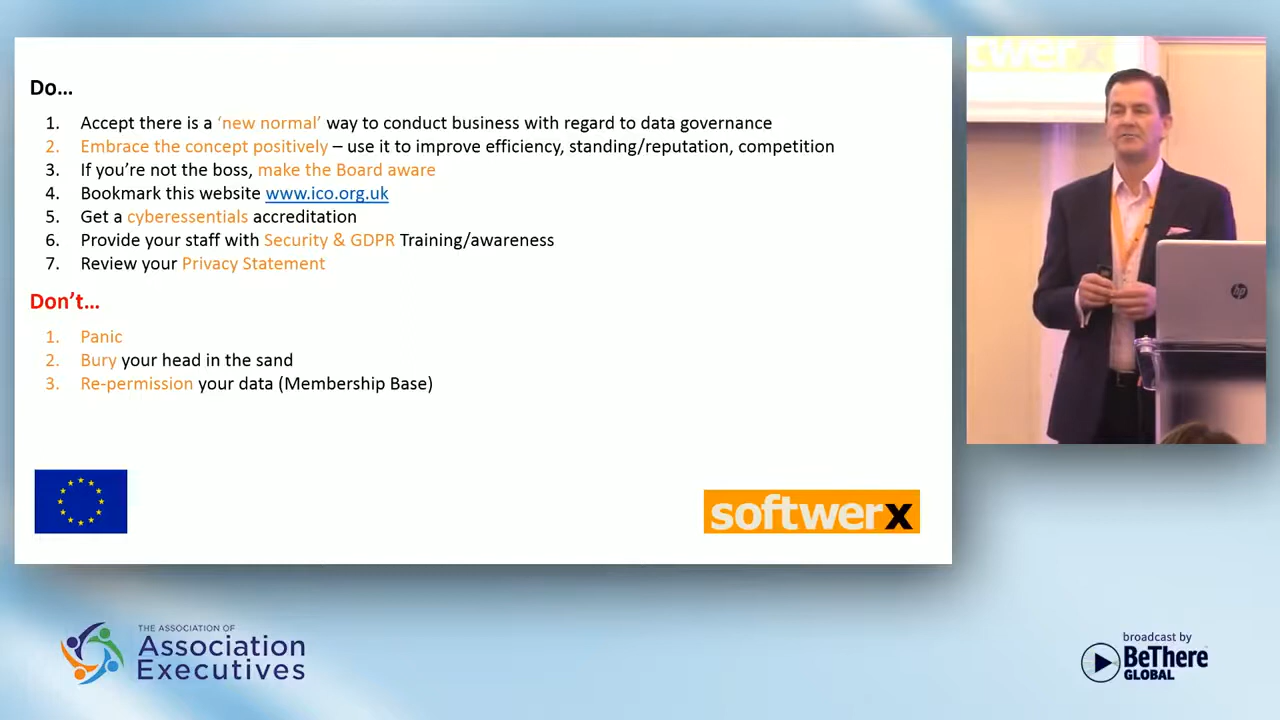 Do...
1. Accept there is a ‘new normal’ way to conduct business with regard to data governance
2. Embrace the concept positively – use it to improve efficiency, standing/reputation, competition
3. If you’re not the boss, make the Board aware
4. Bookmark this website www.ico.org.uk
5. Get a cyberessentials accreditation
6. Provide your staff with Security & GDPR Training/awareness
7. Review your Privacy Statement
Don’t...
1. Panic
2. Bury your head in the sand
3. Re-permission your data (Membership Base)
softwerx
twerx
hp
THE ASSOCIATION OF
Association
Executives
broadcast by
BeThere
GLOBAL